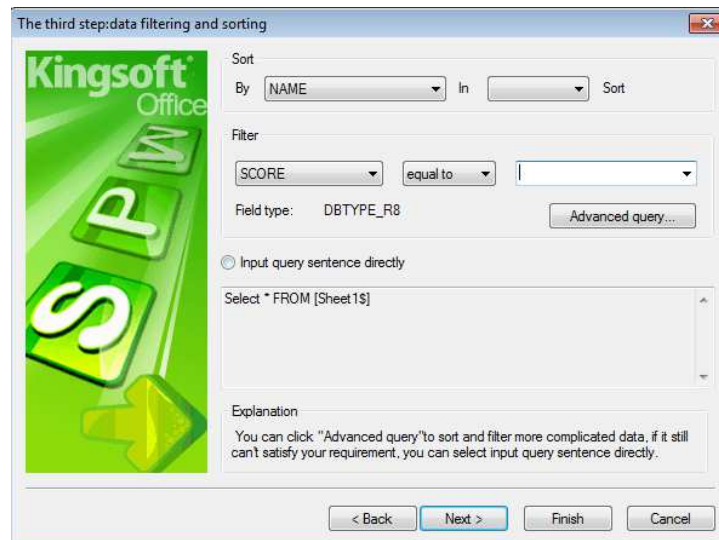 The third step:data filtering and sorting
Kingsoft
Office
W
P
S
Sort
By NAME In Sort
Filter
SCORE equal to
Field type: DBTYPE_R8 Advanced query...
Input query sentence directly
Select * FROM [Sheet1$]
Explanation
You can click "Advanced query"to sort and filter more complicated data, if it still
can't satisfy your requirement, you can select input query sentence directly.
< Back Next > Finish Cancel